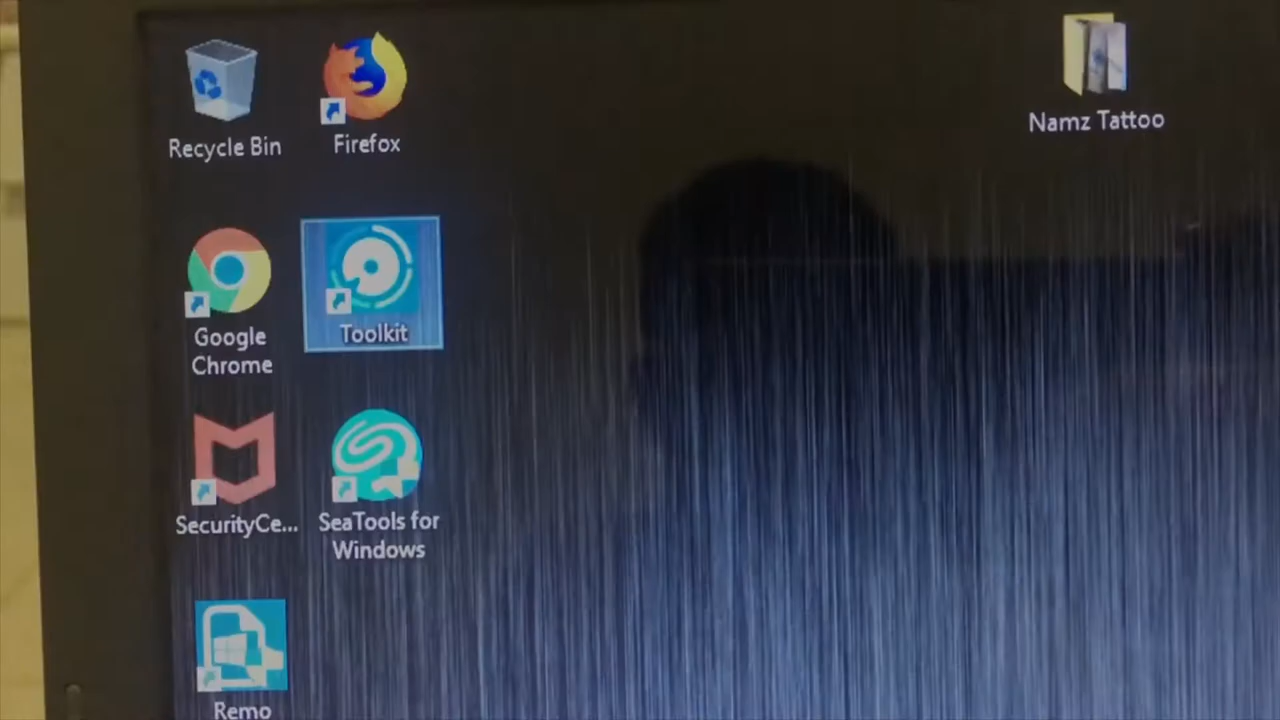 Recycle Bin
Firefox
Namz Tattoo
Google
Chrome
Toolkit
SecurityCe...
SeaTools for
Windows
Remo